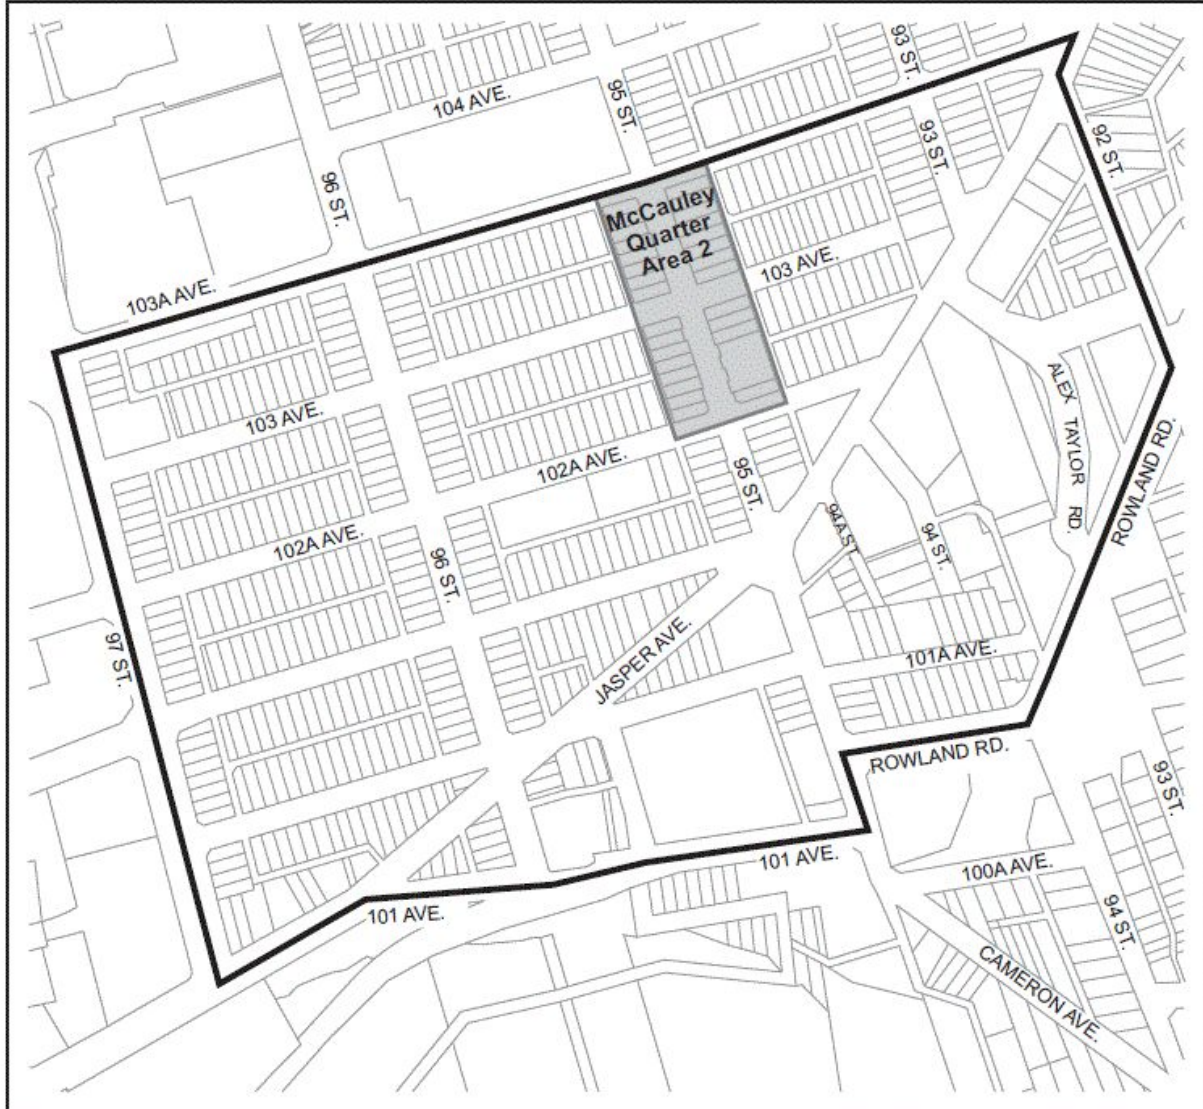 93 ST.
104 AVE.
95 ST.
93 ST.
92 ST.
96 ST.
McCauley
Quarter
Area 2
103A AVE.
103 AVE.
103 AVE.
ALEX TAYLOR RD.
ROWLAND RD.
102A AVE.
95 ST.
102A AVE.
94A ST.
94 ST.
96 ST.
97 ST.
JASPER AVE.
101A AVE.
ROWLAND RD.
93 ST.
101 AVE.
100A AVE.
101 AVE.
94 ST.
CAMERON AVE.